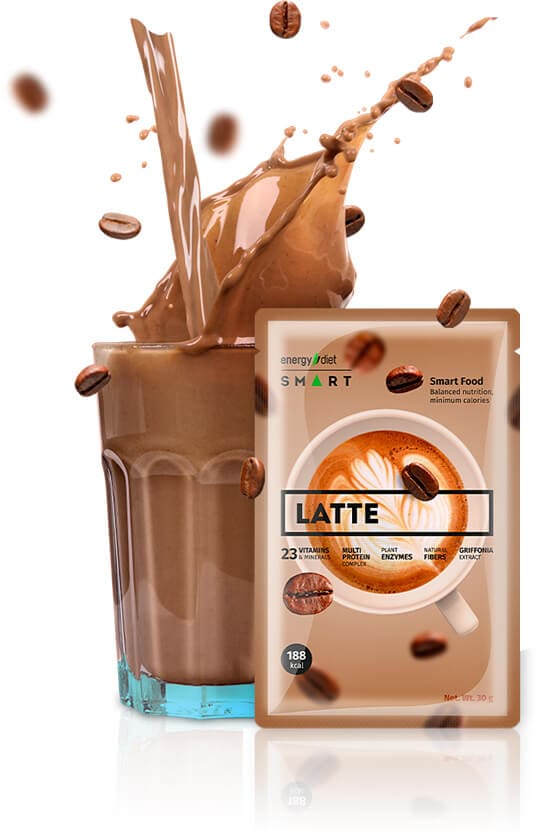 energy diet
SMART
Smart Food
Balanced nutrition,
minimum calories
LATTE
23 VITAMINS
& MINERALS
MULTI
PROTEIN
COMPLEX
PLANT
ENZYMES
NATURAL
FIBERS
GRIFFONIA
EXTRACT
188
kcal
Net. Wt. 30 g